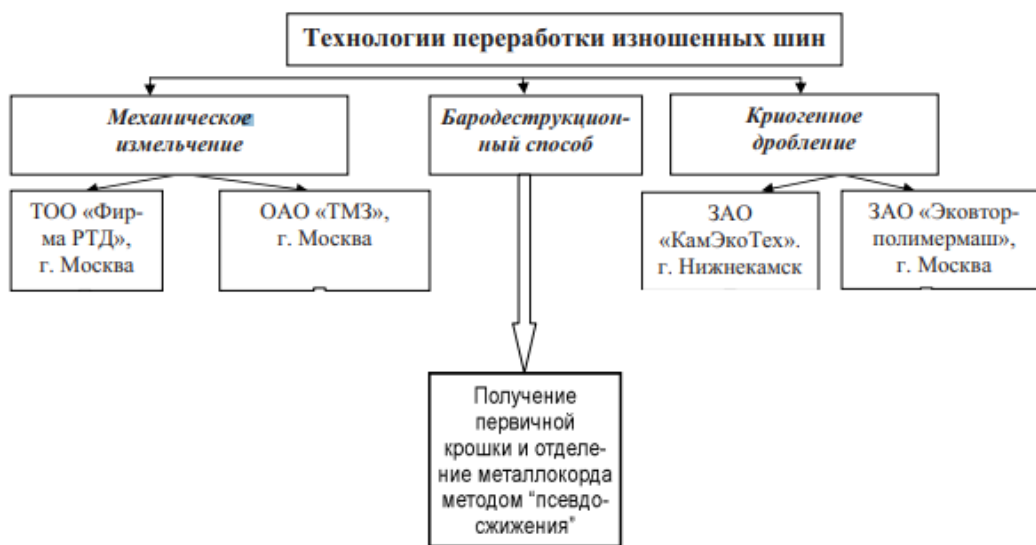 Технологии переработки изношенных шин
Механическое
измельчение
Бародеструкцион-
ный способ
Криогенное
дробление
ТОО «Фир-
ма РТД»,
г. Москва
ОАО «ТМЗ»,
г. Москва
ЗАО
«КамЭкоТех».
г. Нижнекамск
ЗАО «Эковтор-
полимермаш»,
г. Москва
Получение
первичной
крошки и отделе-
ние металлокорда
методом “псевдо-
сжижения”